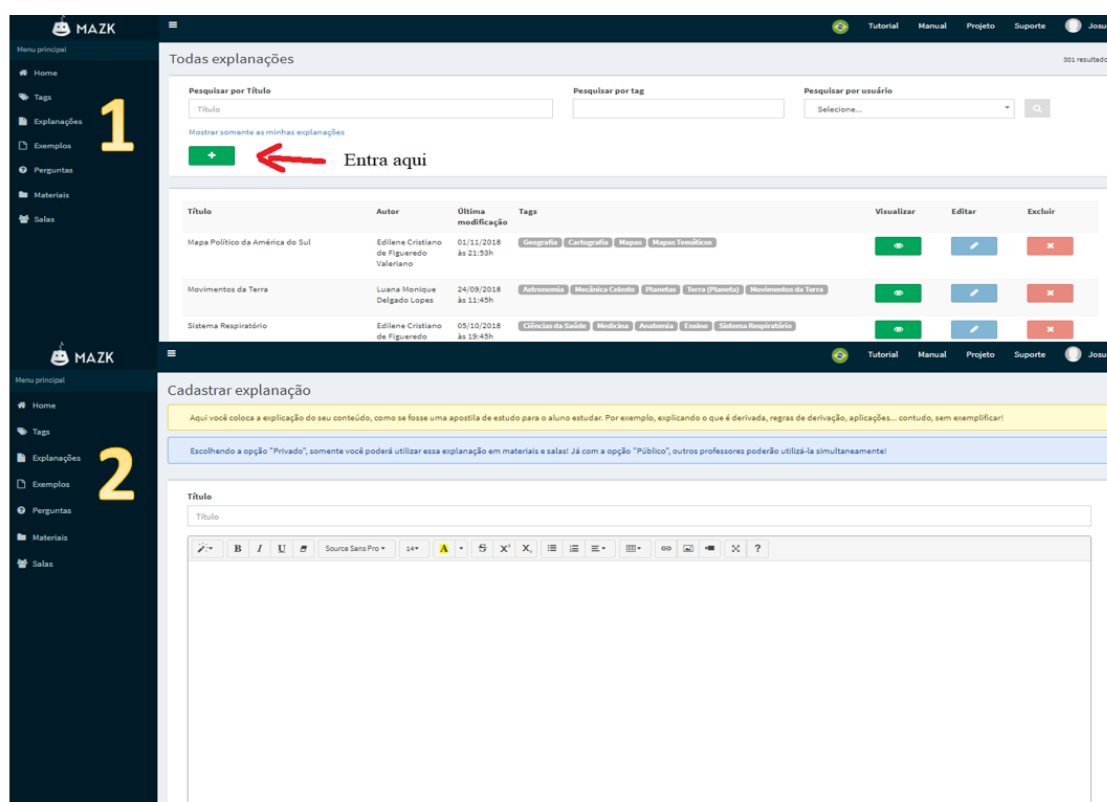 MAZK
Tutorial Manual Projeto Suporte Josu
Menu principal
Home
Tags
Explanações
Exemplos
Perguntas
Materiais
Salas
1
Todas explanações
301 resultado
Pesquisar por Título
Pesquisar por tag
Pesquisar por usuário
Título
Selecione...
Mostrar somente as minhas explanações
+
Entra aqui
Título Autor Última modificação Tags Visualizar Editar Excluir
Mapa Político da América do Sul Edilene Cristiano 01/11/2018 Geografia Cartografia Mapas Mapas Temáticos
de Figueredo às 21:53h
Valeriano
Movimentos da Terra Luana Monique 24/09/2018 Astronomia Mecânica Celeste Planetas Terra (Planeta) Movimentos da Terra
Delgado Lopes às 11:45h
Sistema Respiratório Edilene Cristiano 05/10/2018 Ciências da Saúde Medicina Anatomia Ensino Sistema Respiratório
de Figueredo às 19:45h
MAZK
Tutorial Manual Projeto Suporte Josu
Menu principal
Home
Tags
Explanações
Exemplos
Perguntas
Materiais
Salas
2
Cadastrar explanação
Aqui você coloca a explicação do seu conteúdo, como se fosse uma apostila de estudo para o aluno estudar. Por exemplo, explicando o que é derivada, regras de derivação, aplicações... contudo, sem exemplificar!
Escolhendo a opção "Privado", somente você poderá utilizar essa explanação em materiais e salas! Já com a opção "Público", outros professores poderão utilizá-la simultaneamente!
Título
Título
B I U Source Sans Pro 14 A S X² X₂ ?